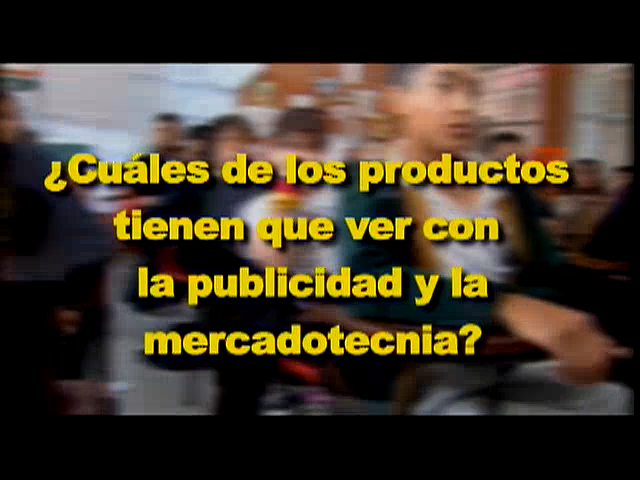 ¿Cuáles de los productos
tienen que ver con
la publicidad y la
mercadotecnia?